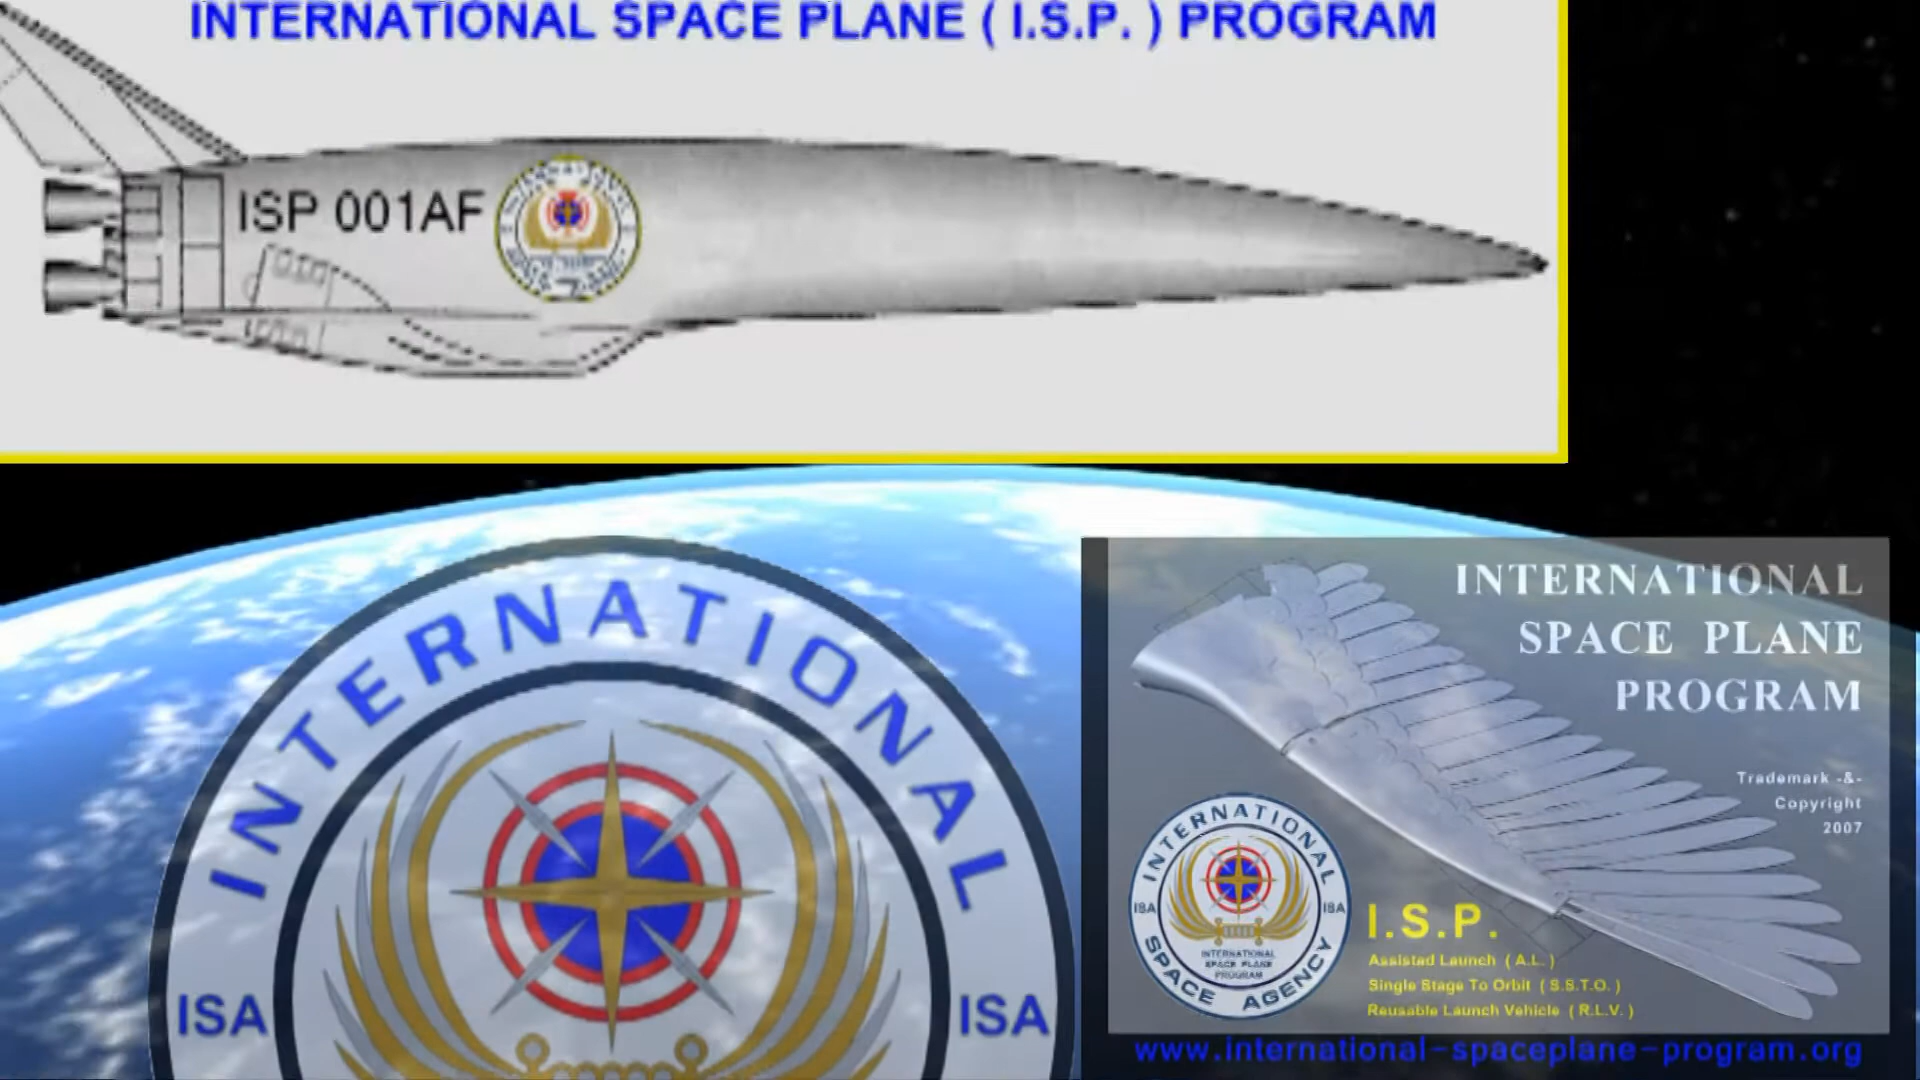 INTERNATIONAL SPACE PLANE ( I.S.P. ) PROGRAM
ISP 001AF
INTERNATIONAL
ISA
ISA
INTERNATIONAL
SPACE PLANE
PROGRAM
Trademark -&-
Copyright
2007
INTERNATIONAL
ISA
ISA
INTERNATIONAL
SPACE PLANE
PROGRAM
SPACE AGENCY
I.S.P.
Assistad Launch ( A.L. )
Single Stage To Orbit ( S.S.T.O. )
Reusable Launch Vehicle ( R.L.V. )
www.international-spaceplane-program.org